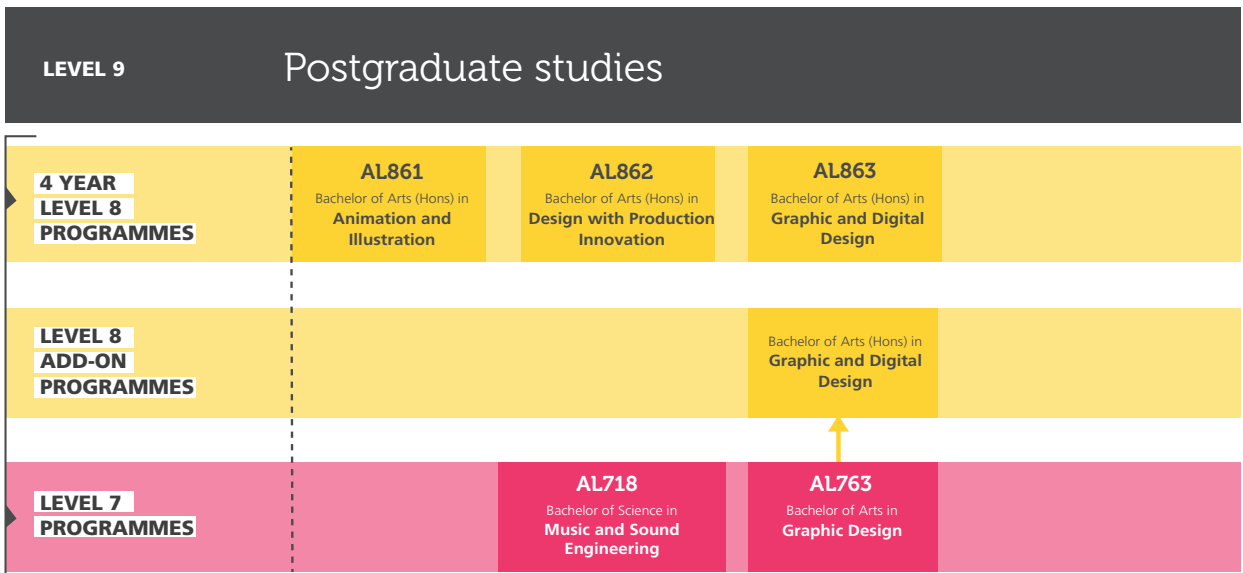 LEVEL 9
Postgraduate studies
4 YEAR
LEVEL 8
PROGRAMMES
AL861
Bachelor of Arts (Hons) in
Animation and
Illustration
AL862
Bachelor of Arts (Hons) in
Design with Production
Innovation
AL863
Bachelor of Arts (Hons) in
Graphic and Digital
Design
LEVEL 8
ADD-ON
PROGRAMMES
Bachelor of Arts (Hons) in
Graphic and Digital
Design
LEVEL 7
PROGRAMMES
AL718
Bachelor of Science in
Music and Sound
Engineering
AL763
Bachelor of Arts in
Graphic Design